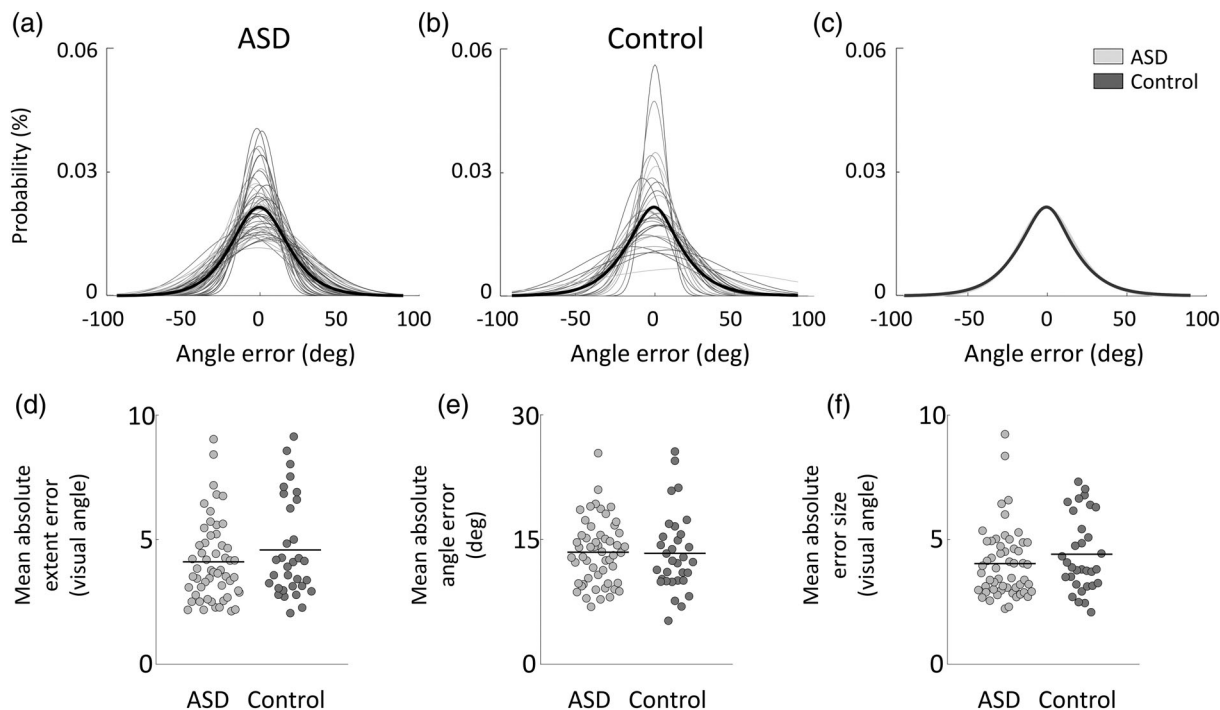 (a)
ASD
(b)
Control
(c)
0.06
0.03
0
Probability (%)
-100 -50 0 50 100
Angle error (deg)
0.06
0.03
0
-100 -50 0 50 100
Angle error (deg)
0.06
0.03
0
ASD
Control
-100 -50 0 50 100
Angle error (deg)
(d)
10
5
0
Mean absolute
extent error
(visual angle)
ASD Control
(e)
30
15
0
Mean absolute
angle error
(deg)
ASD Control
(f)
10
5
0
Mean absolute
error size
(visual angle)
ASD Control